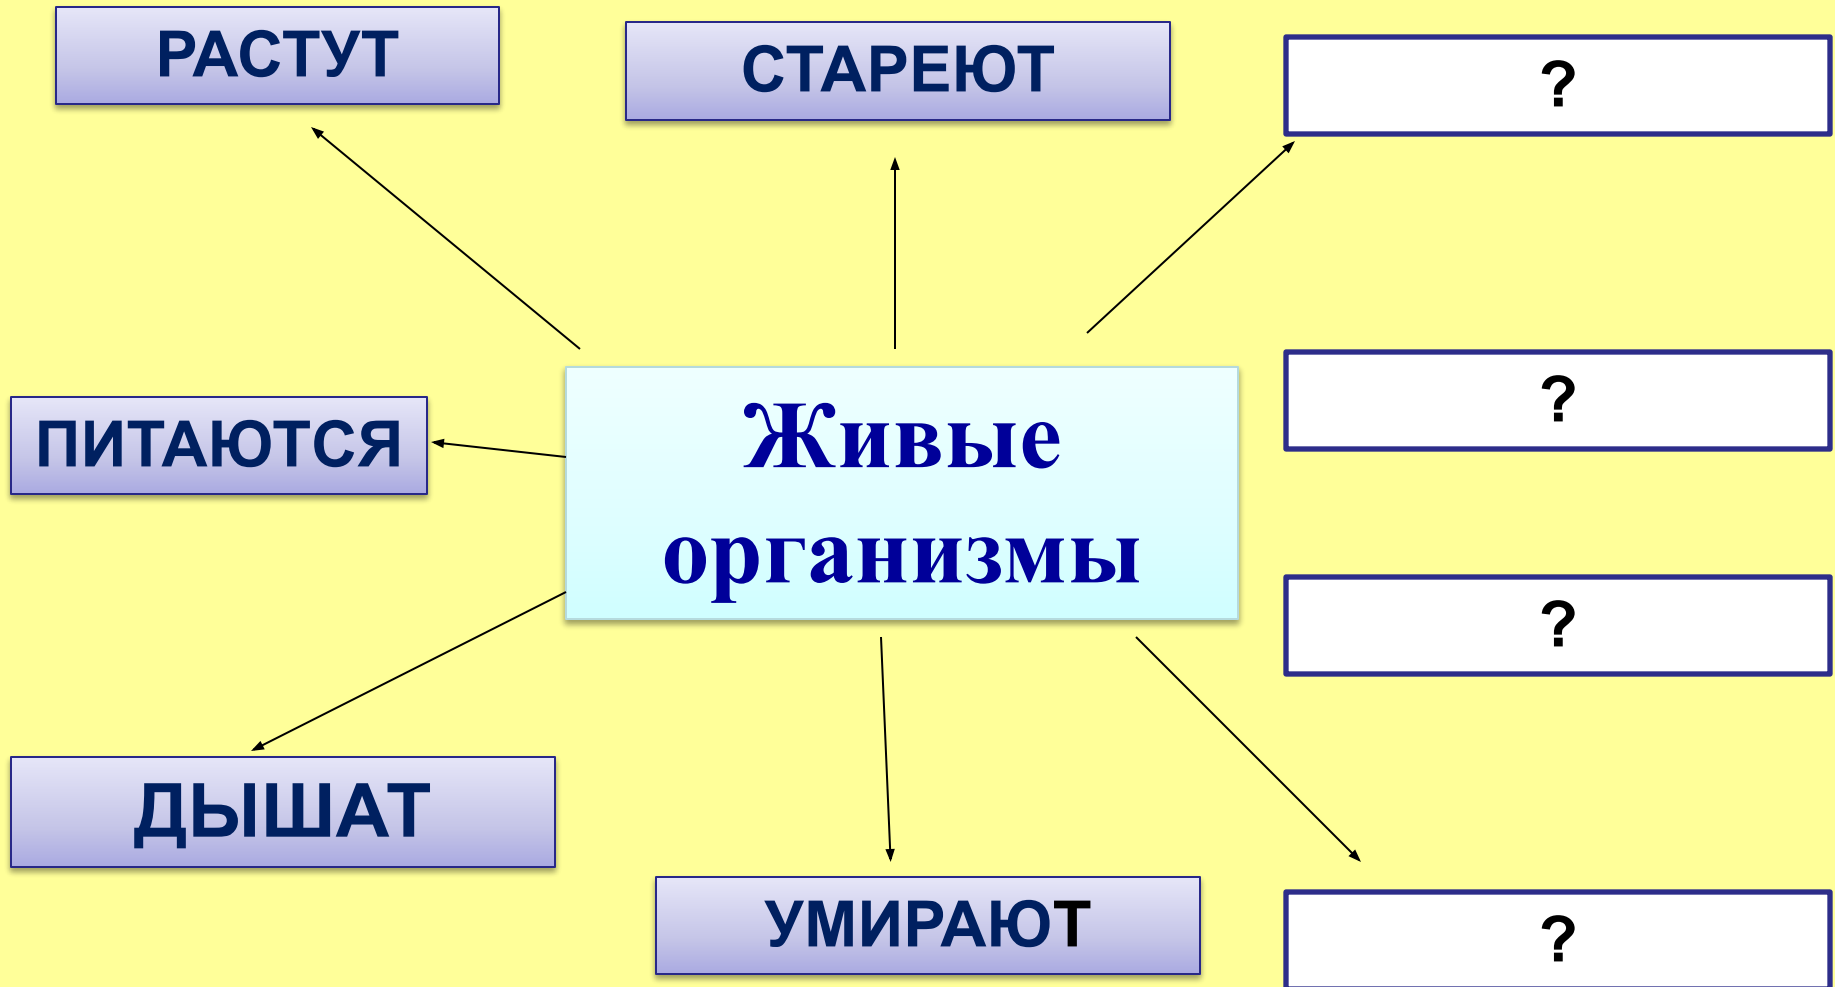 РАСТУТ
СТАРЕЮТ
?
ПИТАЮТСЯ
Живые
организмы
?
?
ДЫШАТ
УМИРАЮТ
?